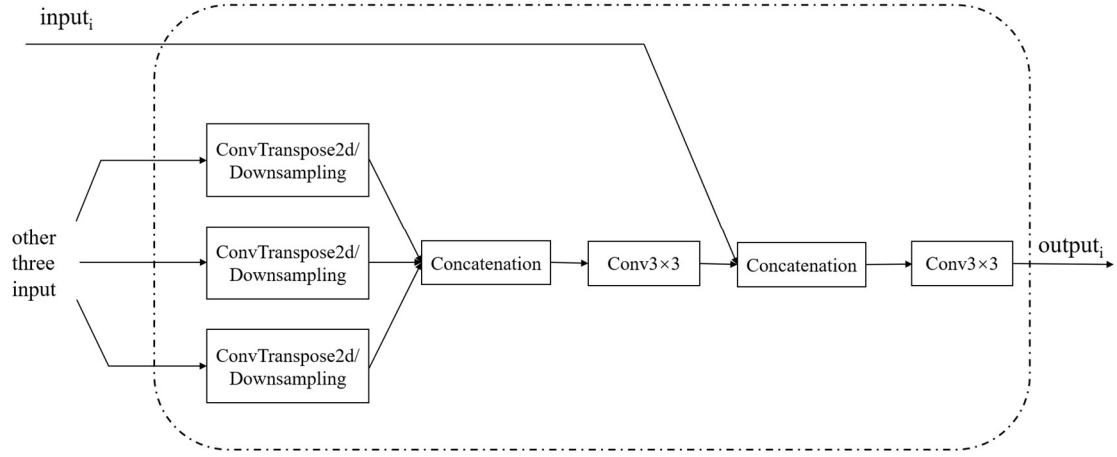 input_i
ConvTranspose2d/
Downsampling
other
three
input
ConvTranspose2d/
Downsampling
ConvTranspose2d/
Downsampling
Concatenation
Conv3×3
Concatenation
Conv3×3
output_i